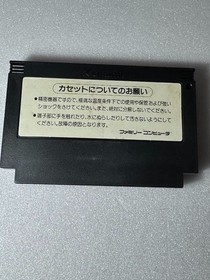 カセットについてのお願い
●精密機器ですので、極端な温度条件下での使用や保管および強い
ショックをさけてください。また、絶対に分解しないでください。
●端子部に手を触れたり、水にぬらしたりして汚さないようにして
ください。故障の原因となります。
ファミリー コンピュータ